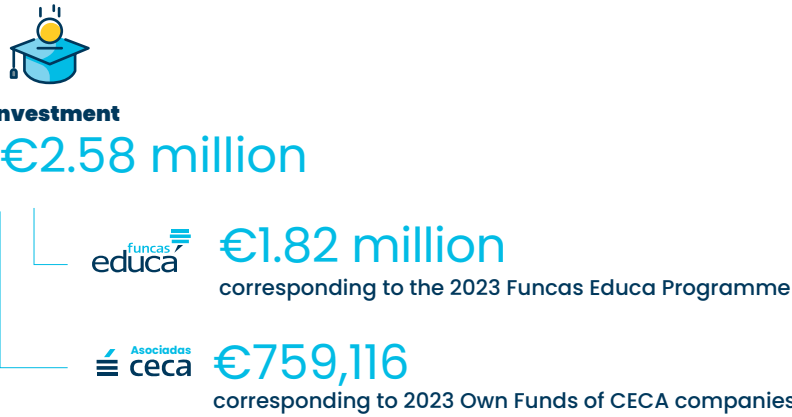 nvestment
€2.58 million
funcas
educa
€1.82 million
corresponding to the 2023 Funcas Educa Programme
Asociadas
ceca
€759,116
corresponding to 2023 Own Funds of CECA companies